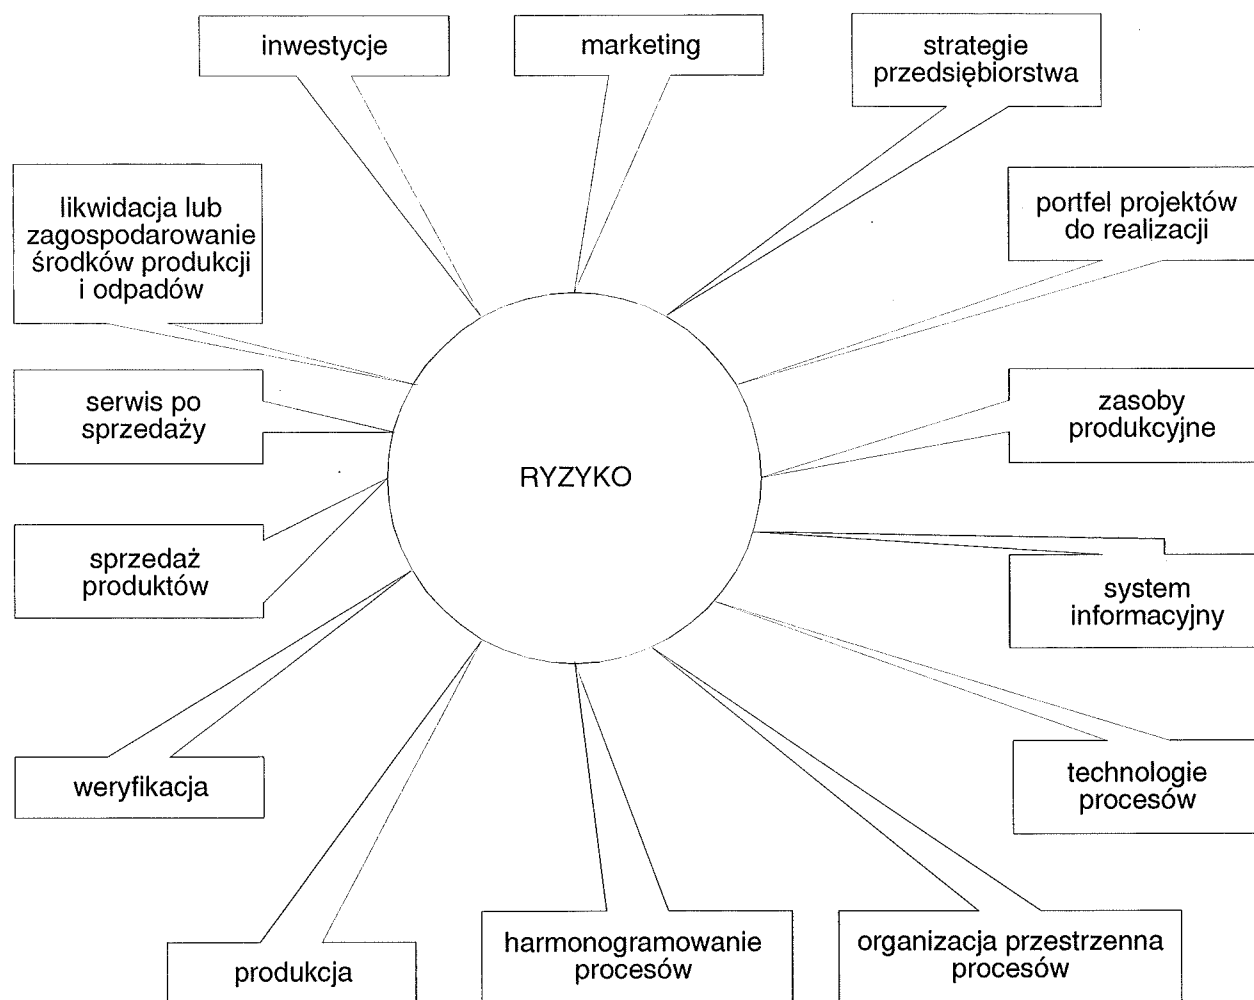 inwestycje
marketing
strategie
przedsiębiorstwa
likwidacja lub
zagospodarowanie
środków produkcji
i odpadów
portfel projektów
do realizacji
serwis po
sprzedaży
zasoby
produkcyjne
RYZYKO
sprzedaż
produktów
system
informacyjny
weryfikacja
technologie
procesów
produkcja
harmonogramowanie
procesów
organizacja przestrzenna
procesów